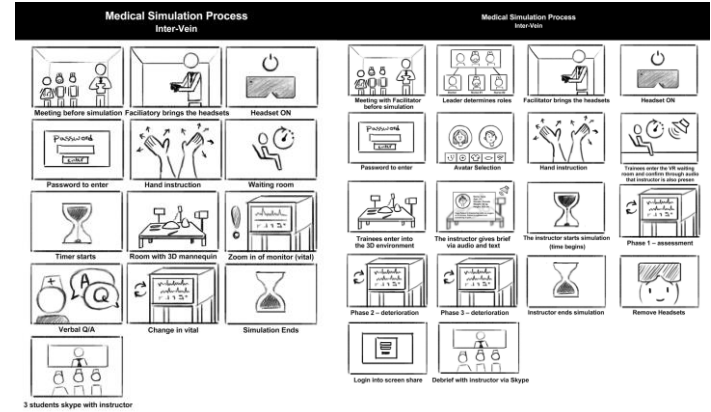 Medical Simulation Process
Inter-Vein
Meeting before simulation
Faciliatory brings the headsets
Headset ON
Password
Enter
Password to enter
Hand instruction
Waiting room
Timer starts
Room with 3D mannequin
Zoom in of monitor (vital)
A
Q
Verbal Q/A
Change in vital
Simulation Ends
3 students skype with instructor
Medical Simulation Process
Inter-Vein
Meeting with Facilitator
before simulation
Leader determines roles
Facilitator brings the headsets
Headset ON
Password
Enter
Password to enter
Avatar Selection
Hand instruction
Trainees enter the VR waiting
room and confirm through audio
that instructor is also presen
Trainees enter into
the 3D environment
The instructor gives brief
via audio and text
The instructor starts simulation
(time begins)
Phase 1 – assessment
Phase 2 – deterioration
Phase 3 – deterioration
Instructor ends simulation
Remove Headsets
Login into screen share
Debrief with instructor via Skype